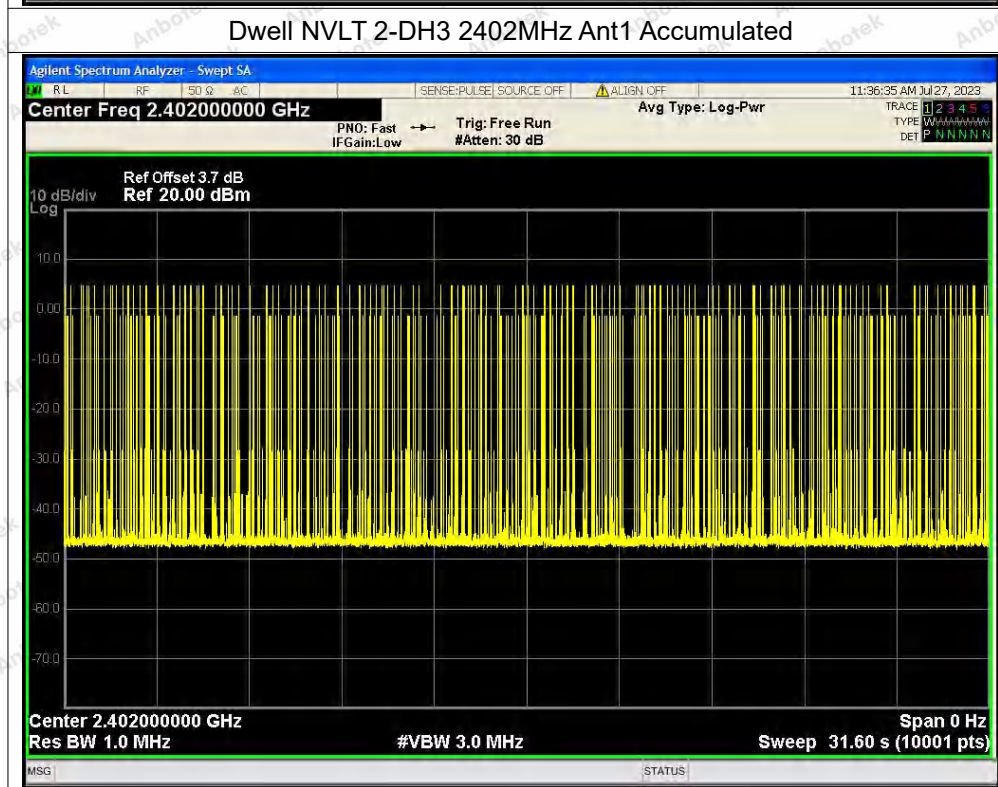 Dwell NVLT 2-DH3 2402MHz Ant1 Accumulated
Agilent Spectrum Analyzer - Swept SA
RL RF 50 Ω AC SENSE:PULSE SOURCE OFF ALIGN OFF 11:36:35 AM Jul 27, 2023
Center Freq 2.402000000 GHz
PNO: Fast
IFGain:Low
Trig: Free Run
#Atten: 30 dB
Avg Type: Log-Pwr
TRACE 1 2 3 4 5 6
TYPE
DET P N N N N N
Ref Offset 3.7 dB
10 dB/div Ref 20.00 dBm
Log
10.0
0.00
-10.0
-20.0
-30.0
-40.0
-50.0
-60.0
-70.0
Center 2.402000000 GHz Span 0 Hz
Res BW 1.0 MHz #VBW 3.0 MHz Sweep 31.60 s (10001 pts)
MSG STATUS